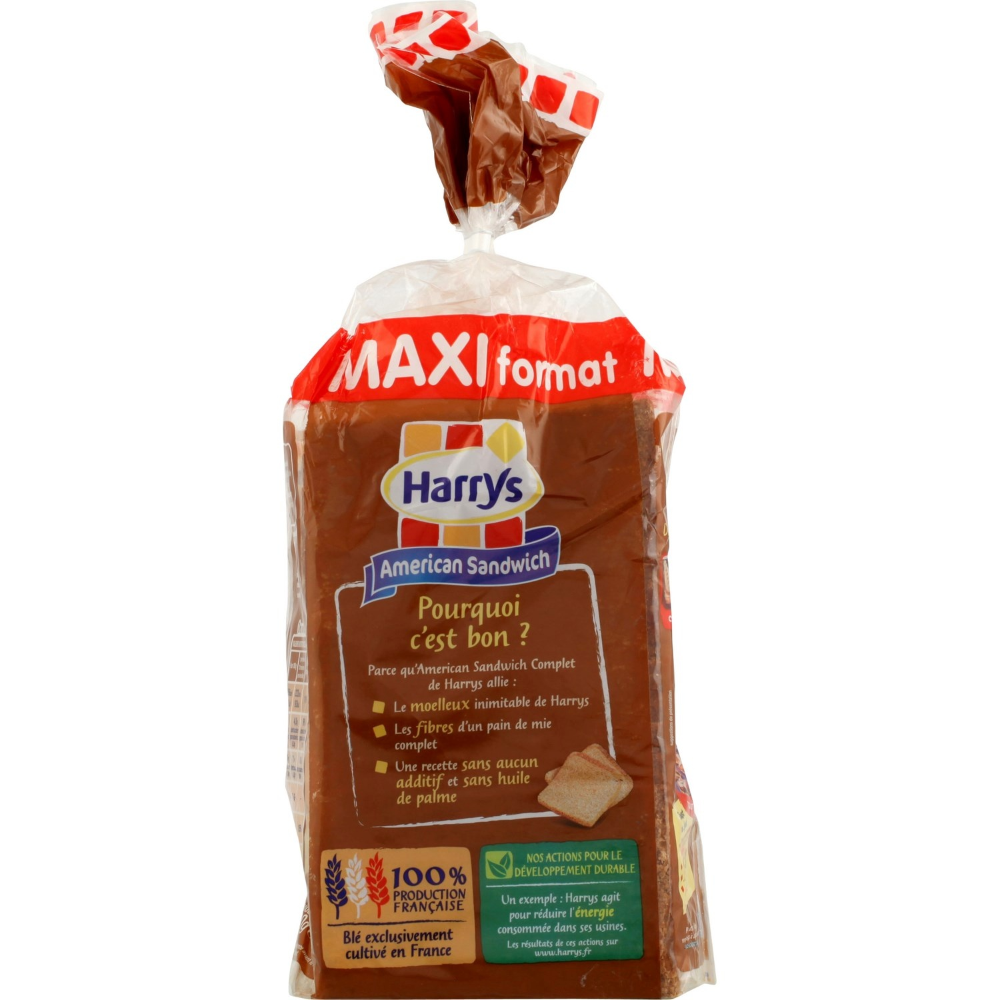 MAXI format
Harrys
American Sandwich
Pourquoi
c'est bon ?
Parce qu'American Sandwich Complet
de Harrys allie :
Le moelleux inimitable de Harrys
Les fibres d'un pain de mie
complet
Une recette sans aucun
additif et sans huile
de palme
100%
PRODUCTION
FRANÇAISE
Blé exclusivement
cultivé en France
NOS ACTIONS POUR LE
DÉVELOPPEMENT DURABLE
Un exemple : Harrys agit
pour réduire l'énergie
consommée dans ses usines.
Les résultats de ces actions sur
www.harrys.fr
suggestions de présentation